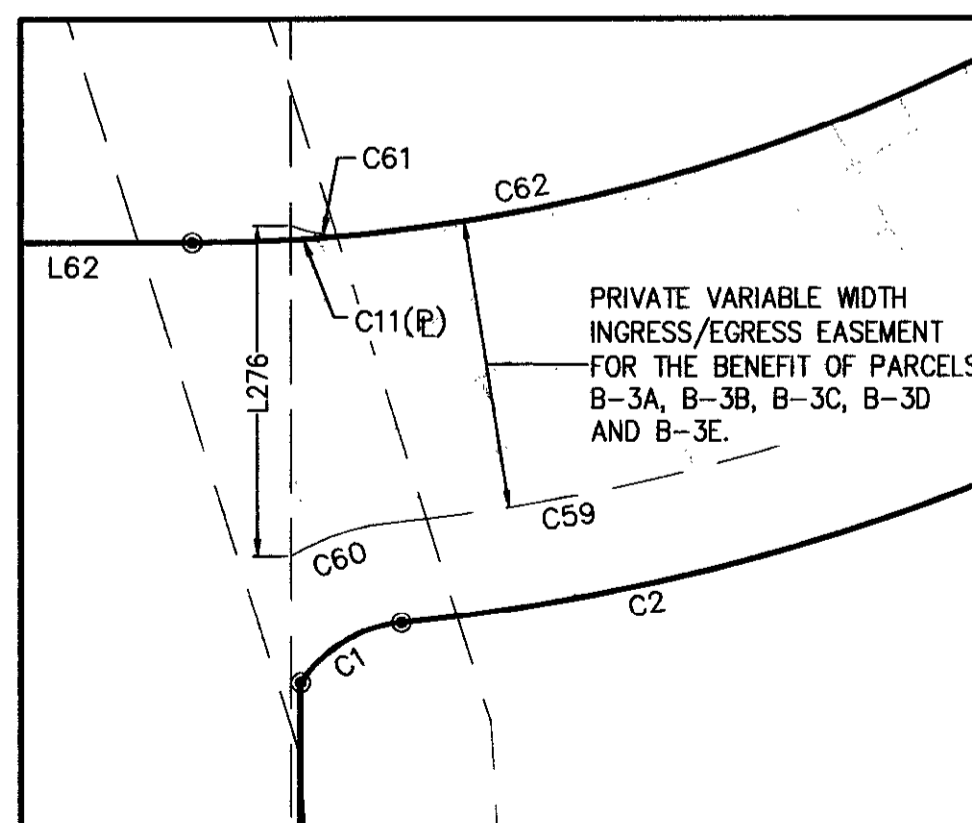 C61
C62
L62
C11(PL)
L276
PRIVATE VARIABLE WIDTH
INGRESS/EGRESS EASEMENT
FOR THE BENEFIT OF PARCELS
B-3A, B-3B, B-3C, B-3D
AND B-3E.
C59
C60
C2
C1